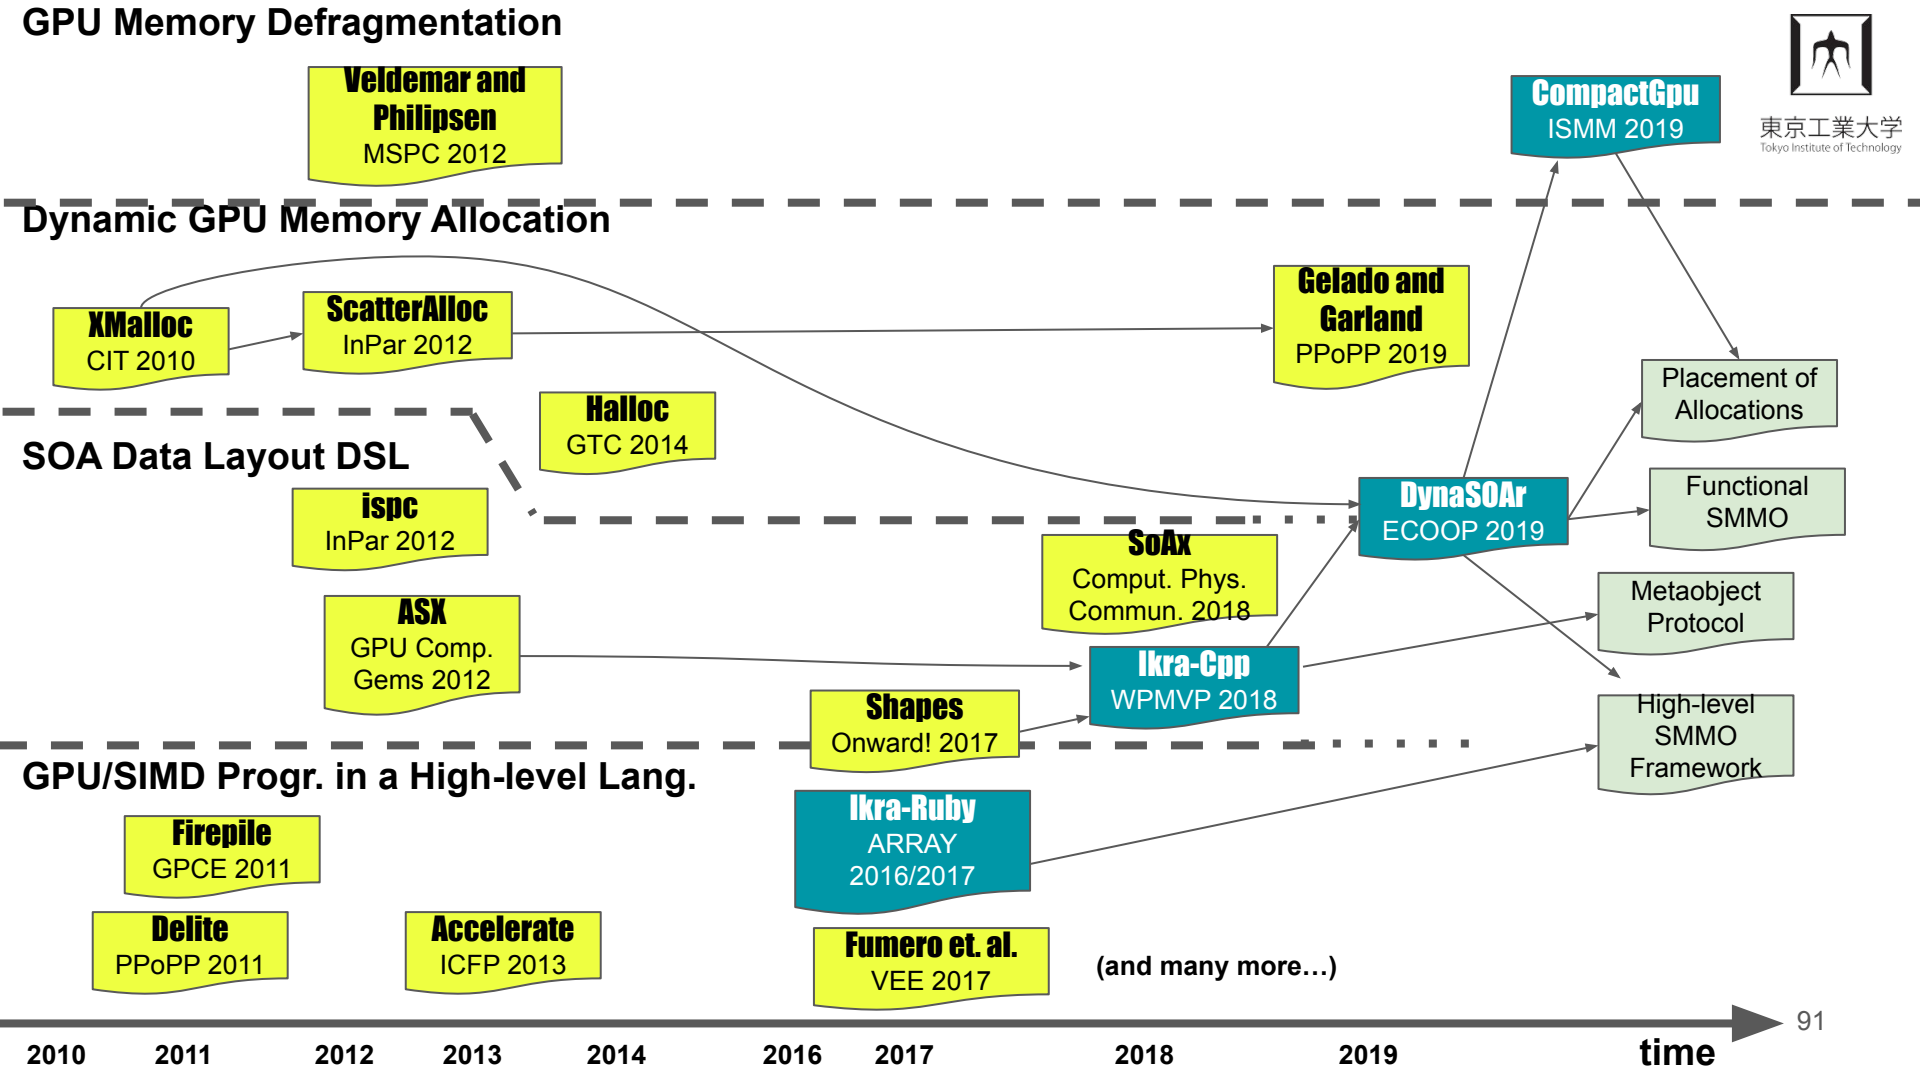 GPU Memory Defragmentation
Veldemar and
Philipsen
MSPC 2012
CompactGpu
ISMM 2019
東京工業大学
Tokyo Institute of Technology
Dynamic GPU Memory Allocation
XMalloc
CIT 2010
ScatterAlloc
InPar 2012
Gelado and
Garland
PPoPP 2019
Halloc
GTC 2014
Placement of
Allocations
SOA Data Layout DSL
ispc
InPar 2012
DynaSOAr
ECOOP 2019
Functional
SMMO
SoAx
Comput. Phys.
Commun. 2018
ASX
GPU Comp.
Gems 2012
Metaobject
Protocol
Ikra-Cpp
WPMVP 2018
Shapes
Onward! 2017
High-level
SMMO
Framework
GPU/SIMD Progr. in a High-level Lang.
Firepile
GPCE 2011
Ikra-Ruby
ARRAY
2016/2017
Delite
PPoPP 2011
Accelerate
ICFP 2013
Fumero et. al.
VEE 2017
(and many more…)
91
2010 2011 2012 2013 2014 2016 2017 2018 2019 time